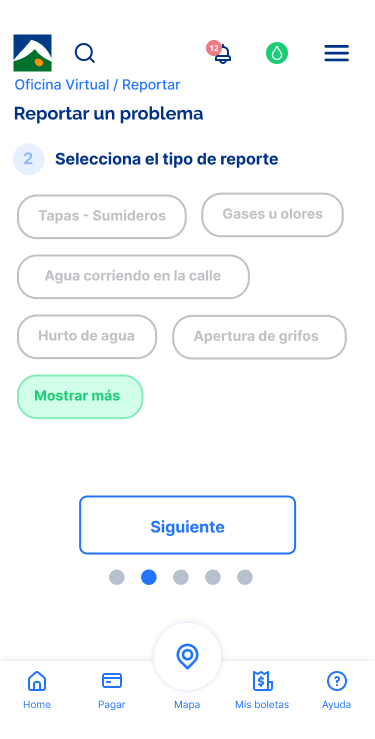 12
Oficina Virtual / Reportar
Reportar un problema
2 Selecciona el tipo de reporte
Tapas - Sumideros Gases u olores
Agua corriendo en la calle
Hurto de agua Apertura de grifos
Mostrar más
Siguiente
Home Pagar Mapa Mis boletas Ayuda